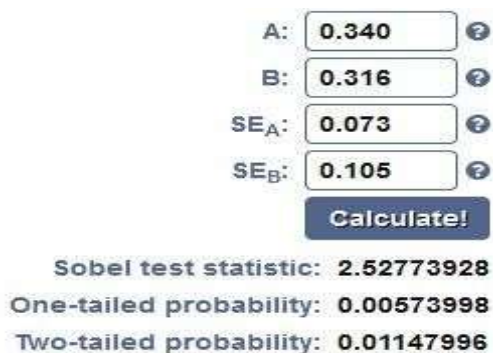 A: 0.340
B: 0.316
SEA: 0.073
SEB: 0.105
Calculate!
Sobel test statistic: 2.52773928
One-tailed probability: 0.00573998
Two-tailed probability: 0.01147996